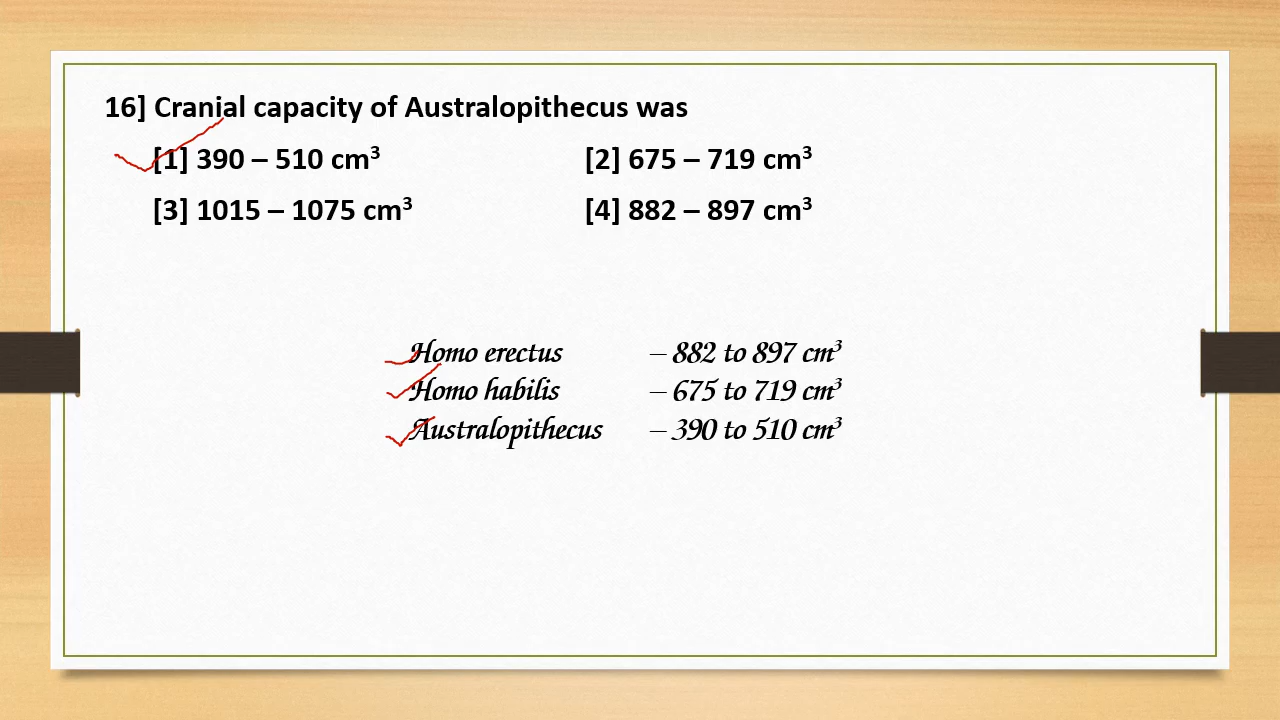 16] Cranial capacity of Australopithecus was
[1] 390 – 510 cm³ [2] 675 – 719 cm³
[3] 1015 – 1075 cm³ [4] 882 – 897 cm³
Homo erectus – 882 to 897 cm³
Homo habilis – 675 to 719 cm³
Australopithecus – 390 to 510 cm³